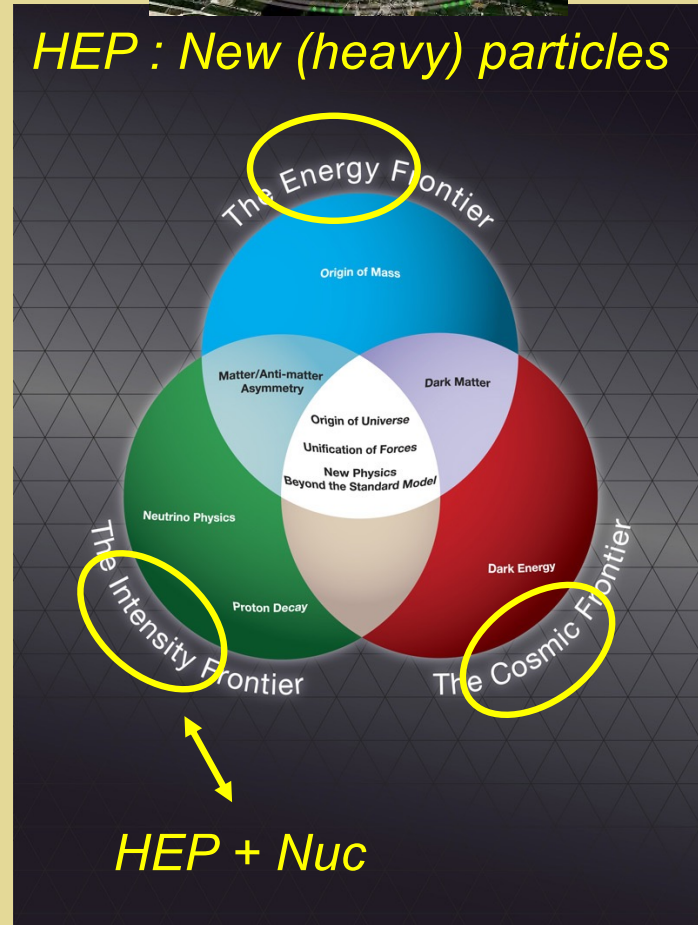 HEP : New (heavy) particles
The Energy Frontier
Origin of Mass
Matter/Anti-matter
Asymmetry
Dark Matter
Origin of Universe
Unification of Forces
New Physics
Beyond the Standard Model
Neutrino Physics
Dark Energy
Proton Decay
The Intensity Frontier
The Cosmic Frontier
HEP + Nuc